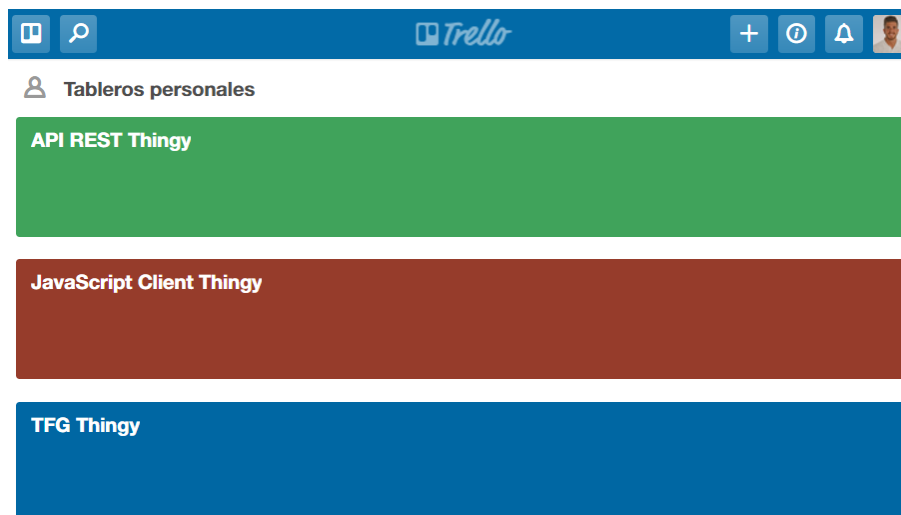 Trello
Tableros personales
API REST Thingy
JavaScript Client Thingy
TFG Thingy